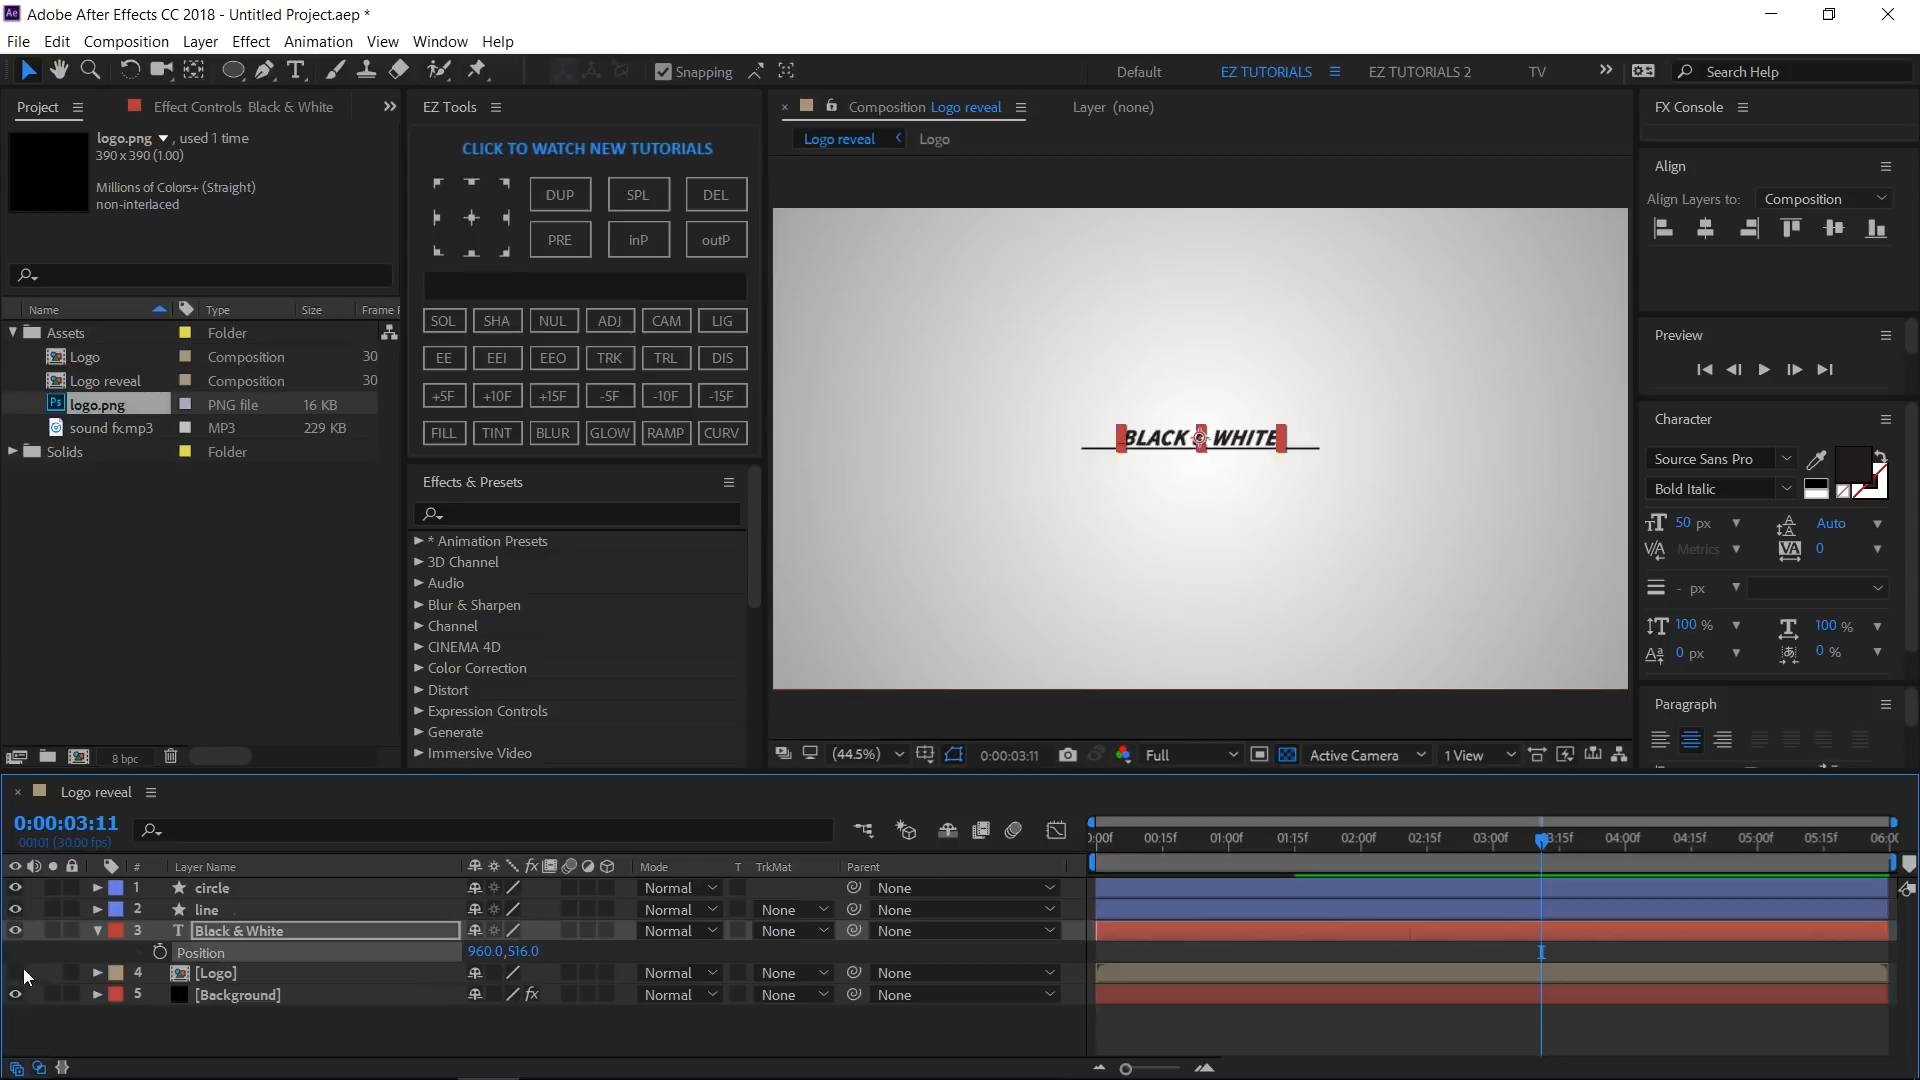 Adobe After Effects CC 2018 - Untitled Project.aep *
File Edit Composition Layer Effect Animation View Window Help
Snapping
Default EZ TUTORIALS EZ TUTORIALS 2 TV Search Help
Project Effect Controls Black & White
logo.png , used 1 time
390 x 390 (1.00)
Millions of Colors+ (Straight)
non-interlaced
Name Type Size Frame R
Assets Folder
Logo Composition 30
Logo reveal Composition 30
logo.png PNG file 16 KB
sound fx.mp3 MP3 229 KB
Solids Folder
8 bpc
EZ Tools
CLICK TO WATCH NEW TUTORIALS
DUP SPL DEL
PRE inP outP
SOL SHA NUL ADJ CAM LIG
EE EEI EEO TRK TRL DIS
+5F +10F +15F -5F -10F -15F
FILL TINT BLUR GLOW RAMP CURV
Effects & Presets
* Animation Presets
3D Channel
Audio
Blur & Sharpen
Channel
CINEMA 4D
Color Correction
Distort
Expression Controls
Generate
Immersive Video
Composition Logo reveal
Layer (none)
Logo reveal Logo
BLACK & WHITE
(44.5%) 0:00:03:11 Full Active Camera 1 View
FX Console
Align
Align Layers to: Composition
Preview
Character
Source Sans Pro
Bold Italic
50 px Auto
Metrics 0
- px
100 % 100 %
0 px 0 %
Paragraph
Logo reveal
0:00:03:11
00101 (30.00 fps)
:00f 00:15f 01:00f 01:15f 02:00f 02:15f 03:00f 03:15f 04:00f 04:15f 05:00f 05:15f 06:00
# Layer Name fx Mode T TrkMat Parent
1 circle Normal None
2 line Normal None None
3 T Black & White Normal None None
Position 960.0,516.0
4 [Logo] Normal None None
5 [Background] fx Normal None None